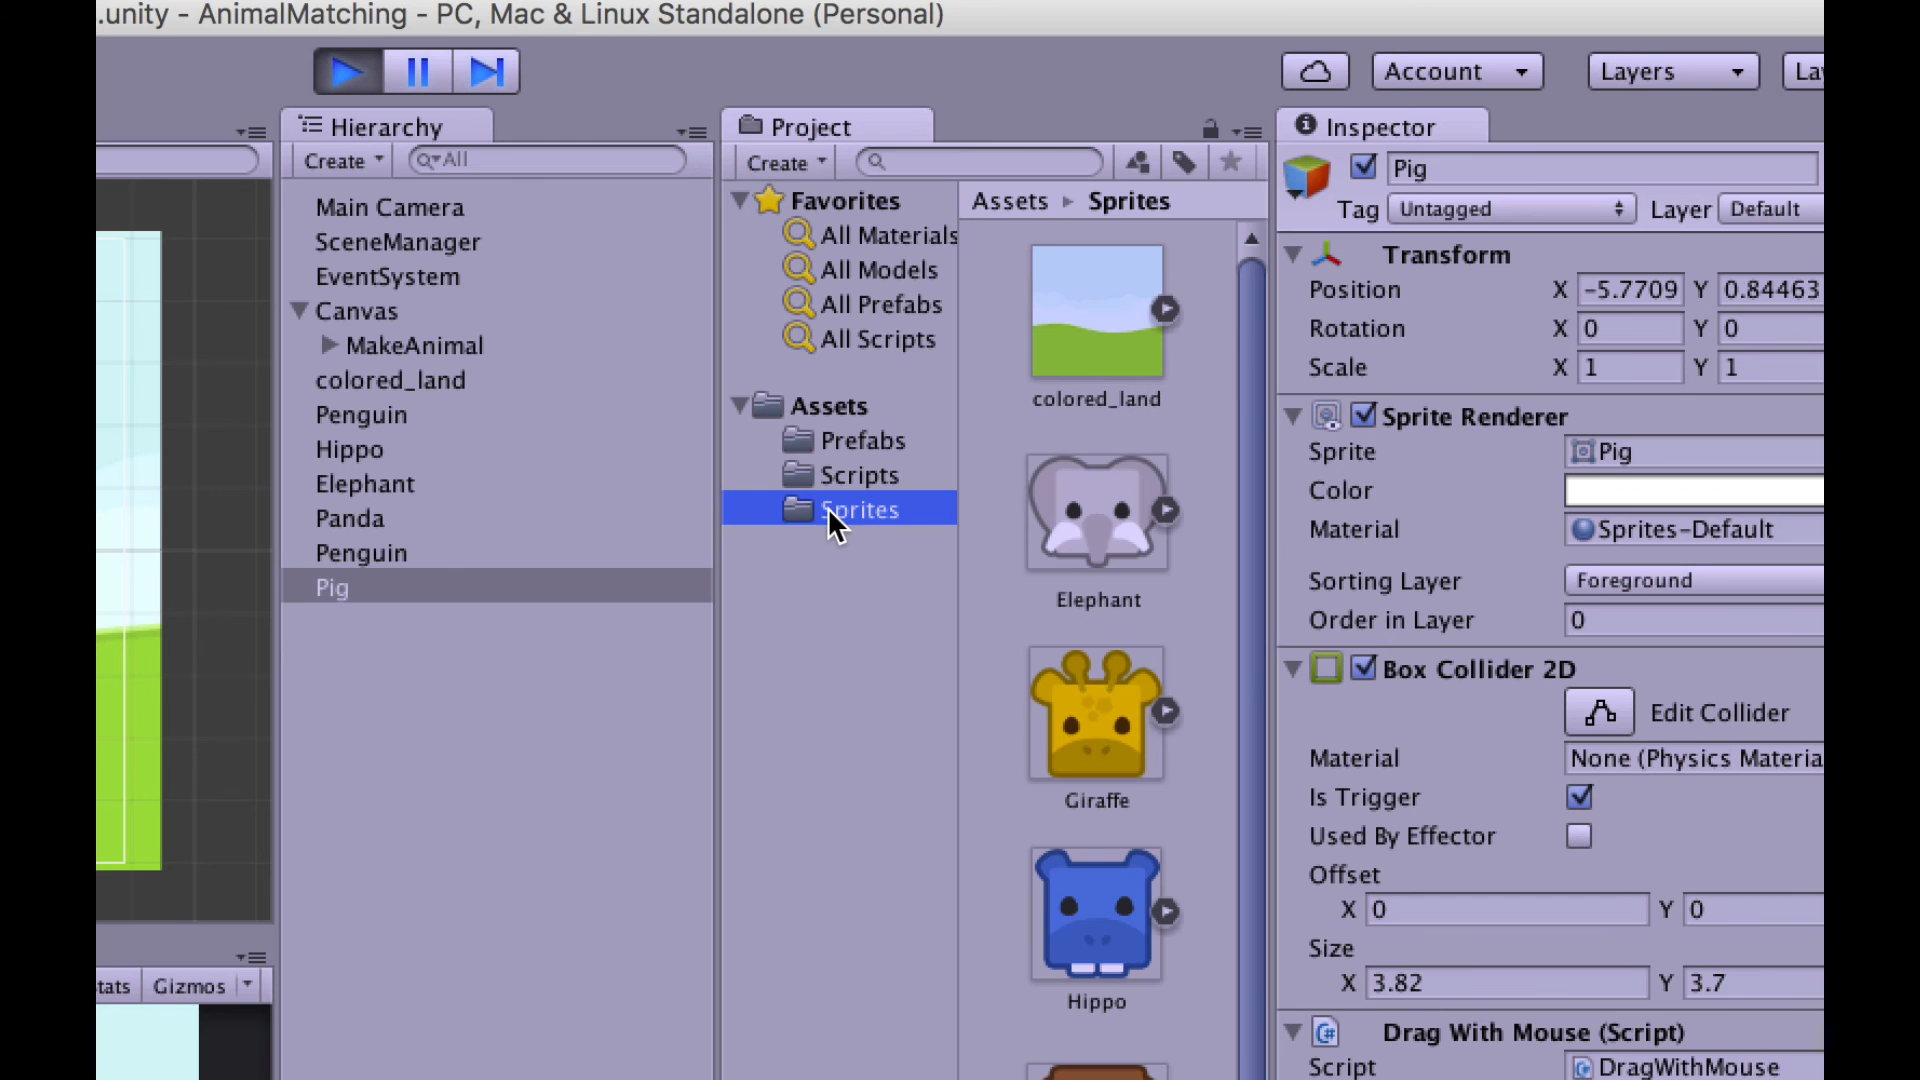 .unity - AnimalMatching - PC, Mac & Linux Standalone (Personal)
Account
Layers
La
Hierarchy
Create
All
Main Camera
SceneManager
EventSystem
Canvas
MakeAnimal
colored_land
Penguin
Hippo
Elephant
Panda
Penguin
Pig
tats
Gizmos
Project
Create
Favorites
All Materials
All Models
All Prefabs
All Scripts
Assets
Prefabs
Scripts
Sprites
Assets
Sprites
colored_land
Elephant
Giraffe
Hippo
Inspector
Pig
Tag Untagged Layer Default
Transform
Position X -5.7709 Y 0.84463
Rotation X 0 Y 0
Scale X 1 Y 1
Sprite Renderer
Sprite Pig
Color
Material Sprites-Default
Sorting Layer Foreground
Order in Layer 0
Box Collider 2D
Edit Collider
Material None (Physics Materia
Is Trigger
Used By Effector
Offset
X 0 Y 0
Size
X 3.82 Y 3.7
Drag With Mouse (Script)
Script DragWithMouse